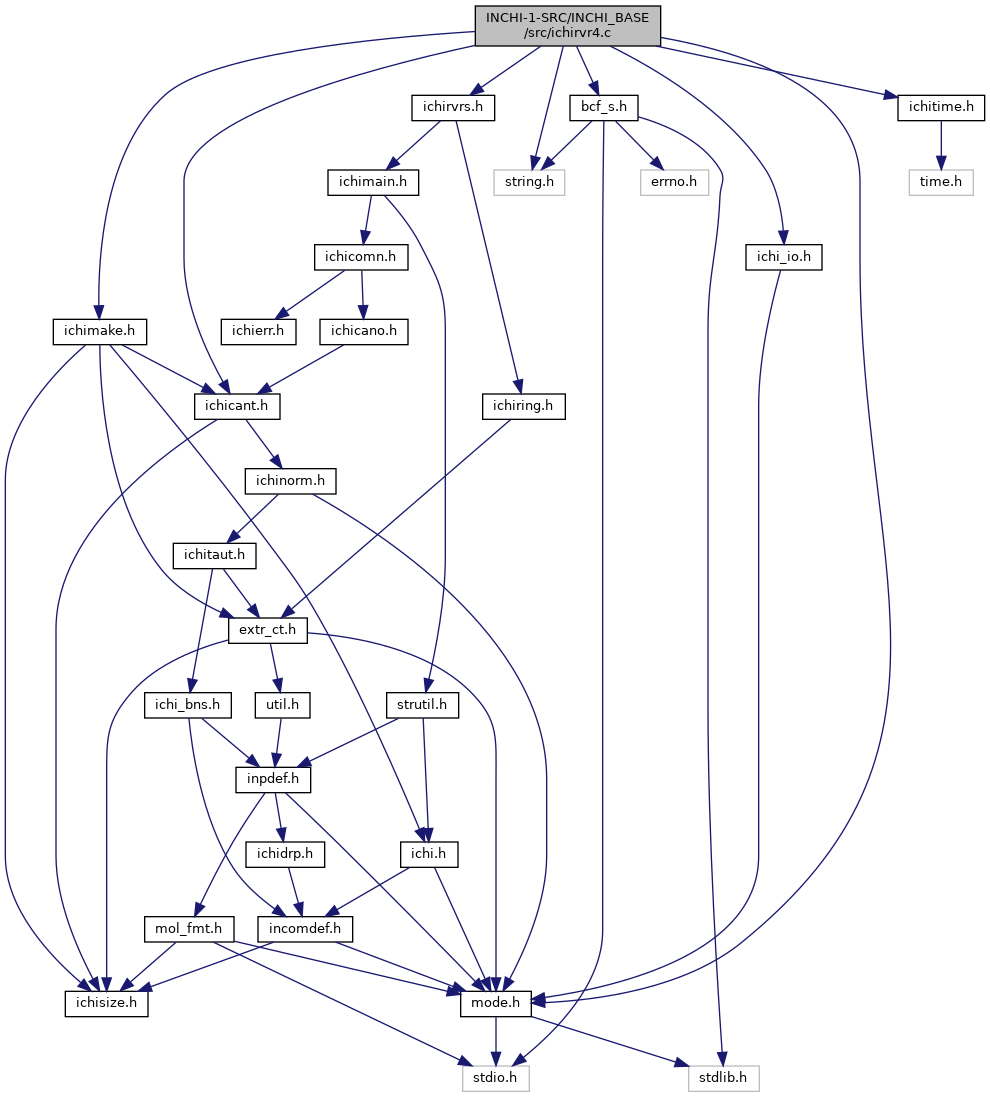 INCHI-1-SRC/INCHI_BASE
/src/ichirvr4.c
ichirvrs.h
bcf_s.h
ichitime.h
ichimain.h
string.h
errno.h
time.h
ichicomn.h
ichi_io.h
ichimake.h
ichierr.h
ichicano.h
ichicant.h
ichiring.h
ichinorm.h
ichitaut.h
extr_ct.h
ichi_bns.h
util.h
strutil.h
inpdef.h
ichidrp.h
ichi.h
mol_fmt.h
incomdef.h
ichisize.h
mode.h
stdio.h
stdlib.h